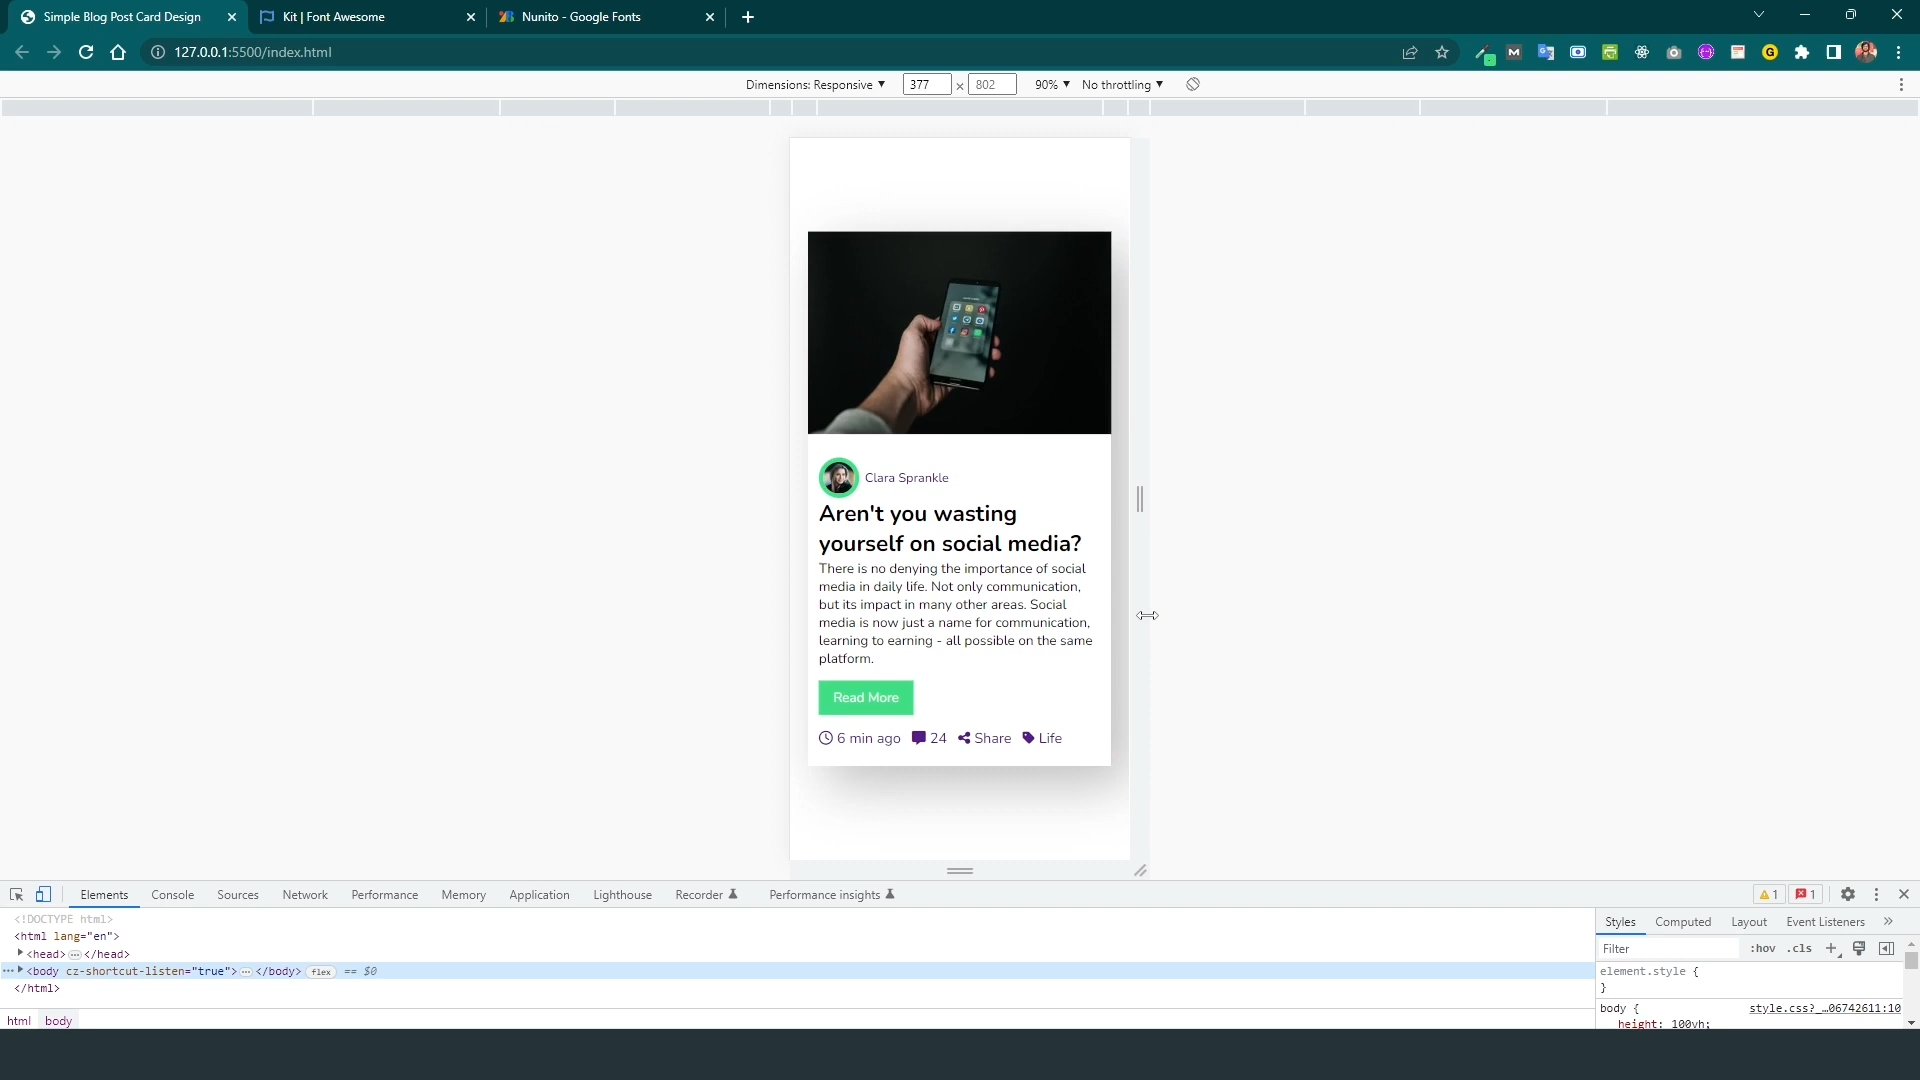 Simple Blog Post Card Design
Kit | Font Awesome
Nunito - Google Fonts
127.0.0.1:5500/index.html
Dimensions: Responsive 377 × 802 90% No throttling
Clara Sprankle
Aren't you wasting
yourself on social media?
There is no denying the importance of social
media in daily life. Not only communication,
but its impact in many other areas. Social
media is now just a name for communication,
learning to earning - all possible on the same
platform.
Read More
6 min ago 24 Share Life
Elements Console Sources Network Performance Memory Application Lighthouse Recorder Performance insights 1 1
<!DOCTYPE html>
<html lang="en">
<head>…</head>
<body cz-shortcut-listen="true">…</body> flex == $0
</html>
html body
Styles Computed Layout Event Listeners »
Filter :hov .cls +
element.style {
}
body { style.css?_…06742611:10
height: 100vh;